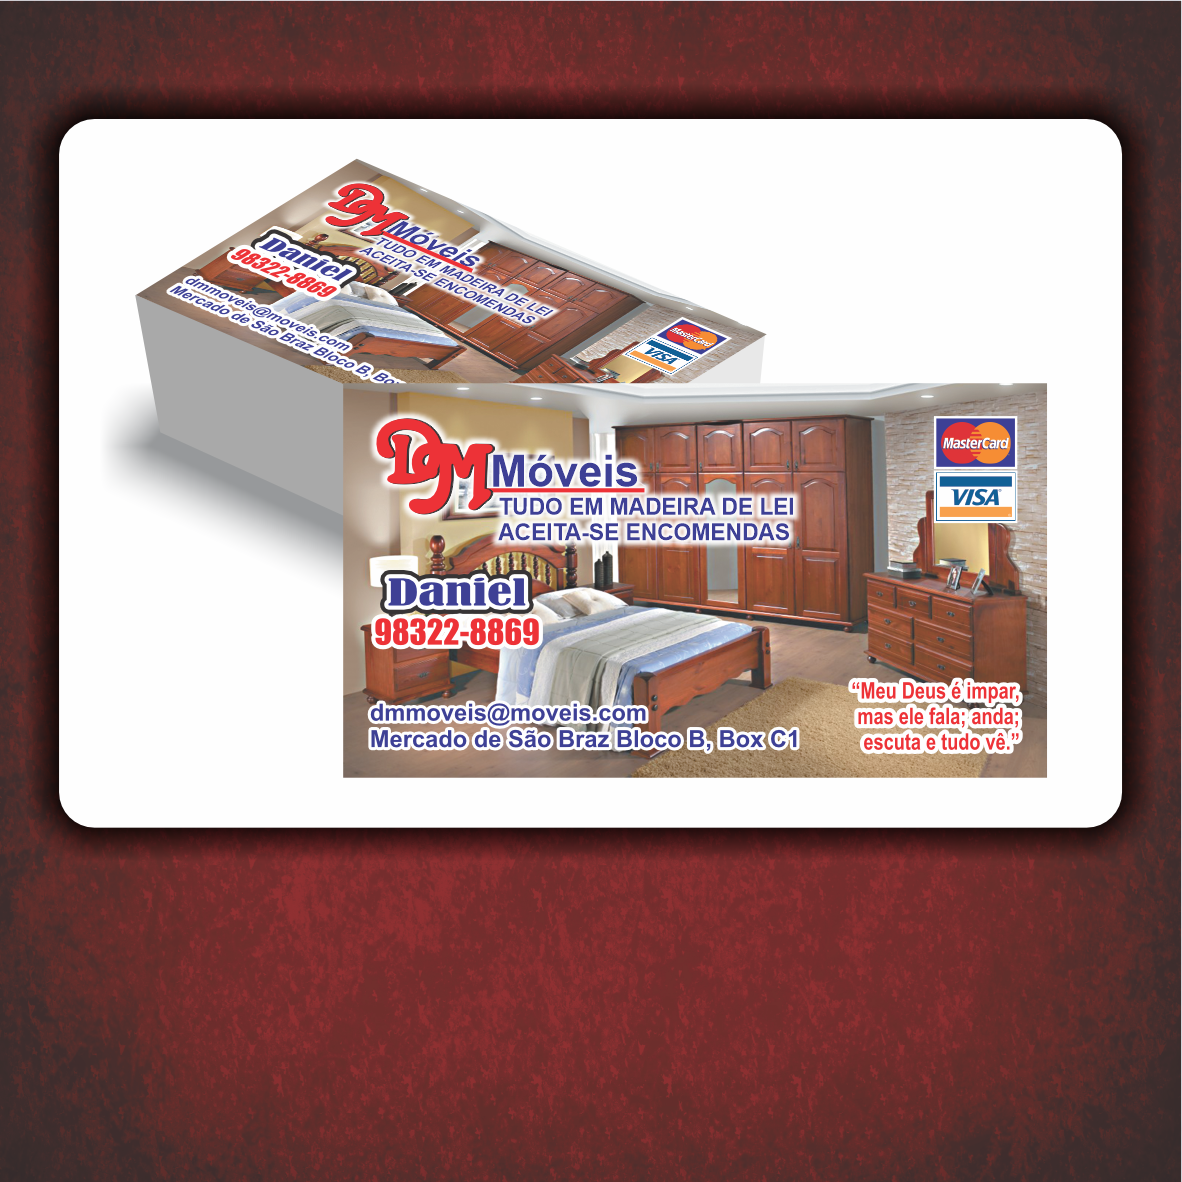 DM Móveis
TUDO EM MADEIRA DE LEI
ACEITA-SE ENCOMENDAS
Daniel
98322-8869
dmmoveis@moveis.com
Mercado de São Braz Bloco B, Box
MasterCard
VISA
DM Móveis
TUDO EM MADEIRA DE LEI
ACEITA-SE ENCOMENDAS
MasterCard
VISA
Daniel
98322-8869
dmmoveis@moveis.com
Mercado de São Braz Bloco B, Box C1
“Meu Deus é impar,
mas ele fala; anda;
escuta e tudo vê.”